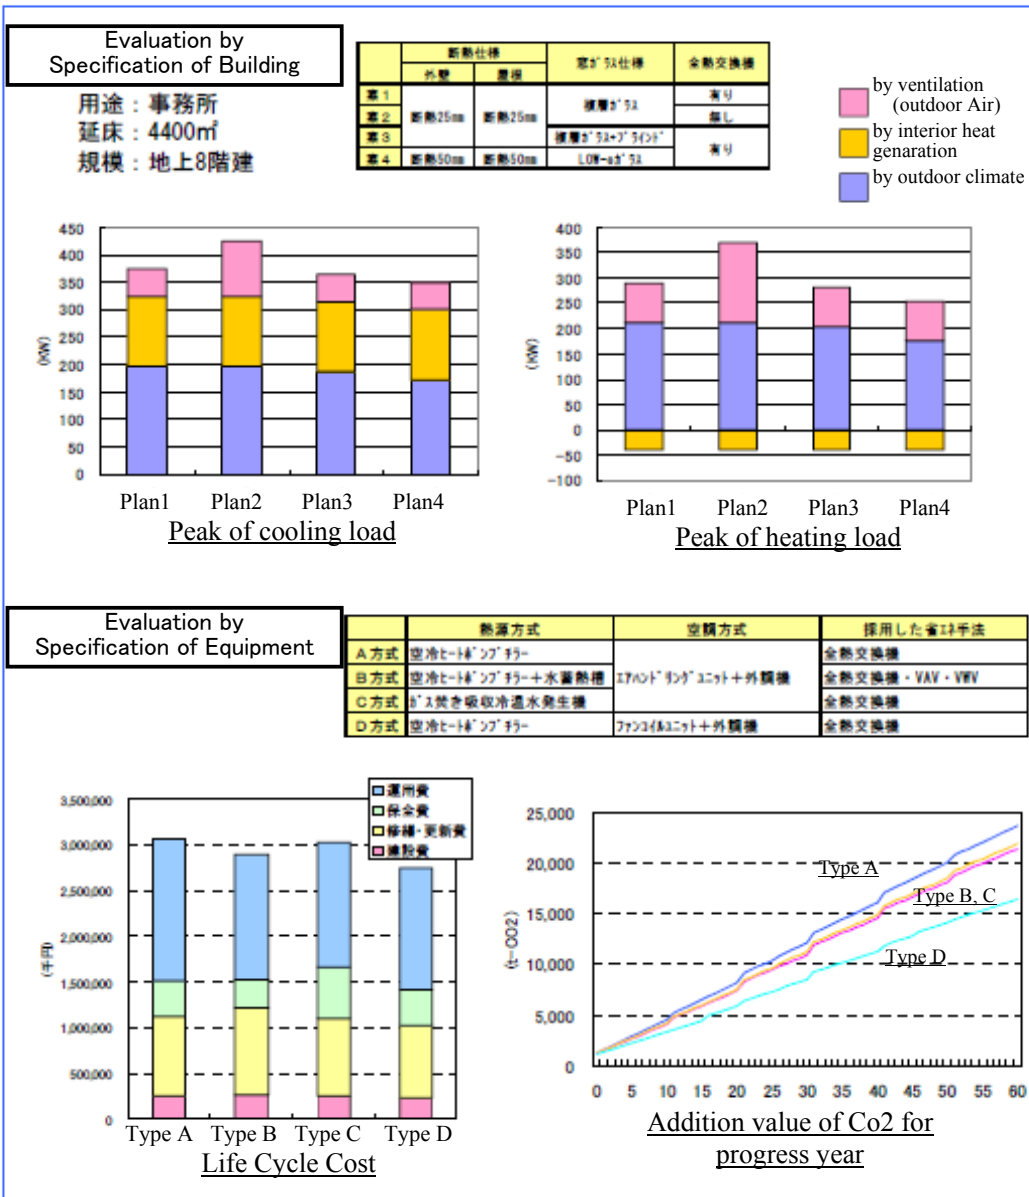 Evaluation by
Specification of Building
用途：事務所
延床：4400㎡
規模：地上8階建
断熱仕様
窓ｶﾞﾗｽ仕様
全熱交換機
外壁
屋根
案1
案2
案3
案4
断熱25mm
断熱25mm
断熱50mm
断熱50mm
複層ｶﾞﾗｽ
複層ｶﾞﾗｽ+ﾌﾞﾗｲﾝﾄﾞ
LOW-eｶﾞﾗｽ
有り
無し
有り
by ventilation
(outdoor Air)
by interior heat
genaration
by outdoor climate
450
400
350
300
250
200
150
100
50
0
(KW)
Plan1 Plan2 Plan3 Plan4
Peak of cooling load
400
350
300
250
200
150
100
50
0
-50
-100
(KW)
Plan1 Plan2 Plan3 Plan4
Peak of heating load
Evaluation by
Specification of Equipment
熱源方式 空調方式 採用した省ｴﾈ手法
A方式 空冷ﾋｰﾄﾎﾟﾝﾌﾟﾁﾗｰ 全熱交換機
B方式 空冷ﾋｰﾄﾎﾟﾝﾌﾟﾁﾗｰ+水蓄熱槽 ｴｱﾊﾝﾄﾞﾘﾝｸﾞﾕﾆｯﾄ+外調機 全熱交換機・VAV・VWV
C方式 ｶﾞｽ焚き吸収冷温水発生機 全熱交換機
D方式 空冷ﾋｰﾄﾎﾟﾝﾌﾟﾁﾗｰ ﾌｧﾝｺｲﾙﾕﾆｯﾄ+外調機 全熱交換機
運用費
保全費
修繕・更新費
建設費
3,500,000
3,000,000
2,500,000
2,000,000
1,500,000
1,000,000
500,000
0
(千円)
Type A Type B Type C Type D
Life Cycle Cost
25,000
20,000
15,000
10,000
5,000
0
(t-CO2)
Type A
Type B, C
Type D
0 5 10 15 20 25 30 35 40 45 50 55 60
Addition value of Co2 for
progress year